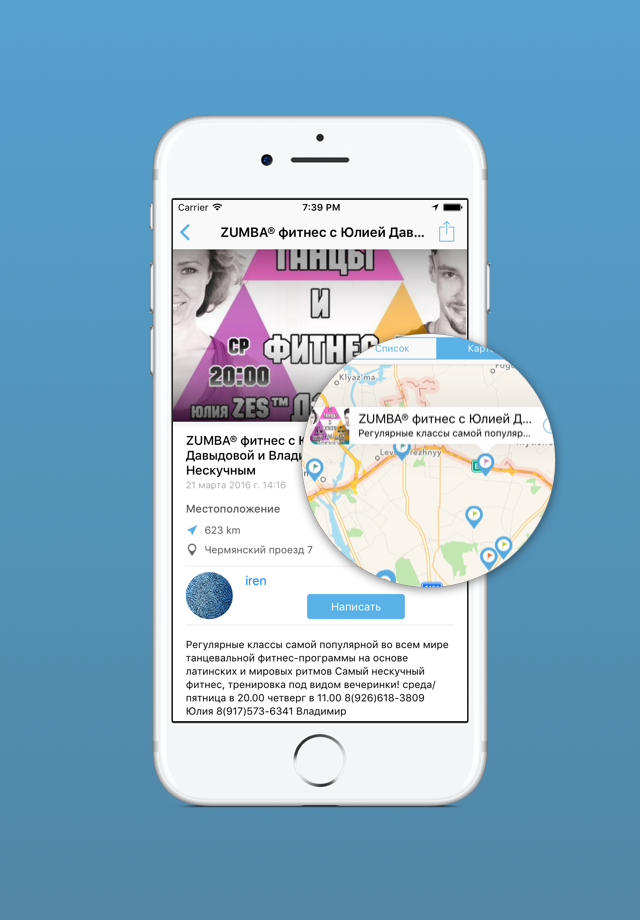 Carrier
7:39 PM
ZUMBA® фитнес с Юлией Дав...
ТАНЦЫ
И
ФИТНЕС
СР
20:00
ЮЛИЯ ZES™
Список
Klyaz'ma
ZUMBA® фитнес с Юлией Д...
Регулярные классы самой популяр...
ZUMBA® фитнес с
Давыдовой и
Нескучным
21 марта 2016 г. 14:16
Местоположение
623 km
Чермянский проезд 7
iren
Написать
Регулярные классы самой популярной во всем мире
танцевальной фитнес-программы на основе
латинских и мировых ритмов Самый нескучный
фитнес, тренировка под видом вечеринки! среда/
пятница в 20.00 четверг в 11.00 8(926)618-3809
Юлия 8(917)573-6341 Владимир